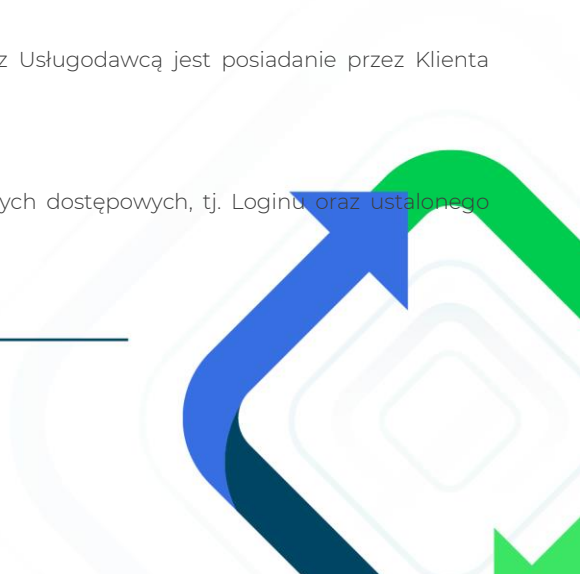 z Usługodawcą jest posiadanie przez Klienta
ych dostępowych, tj. Loginu oraz ustalonego